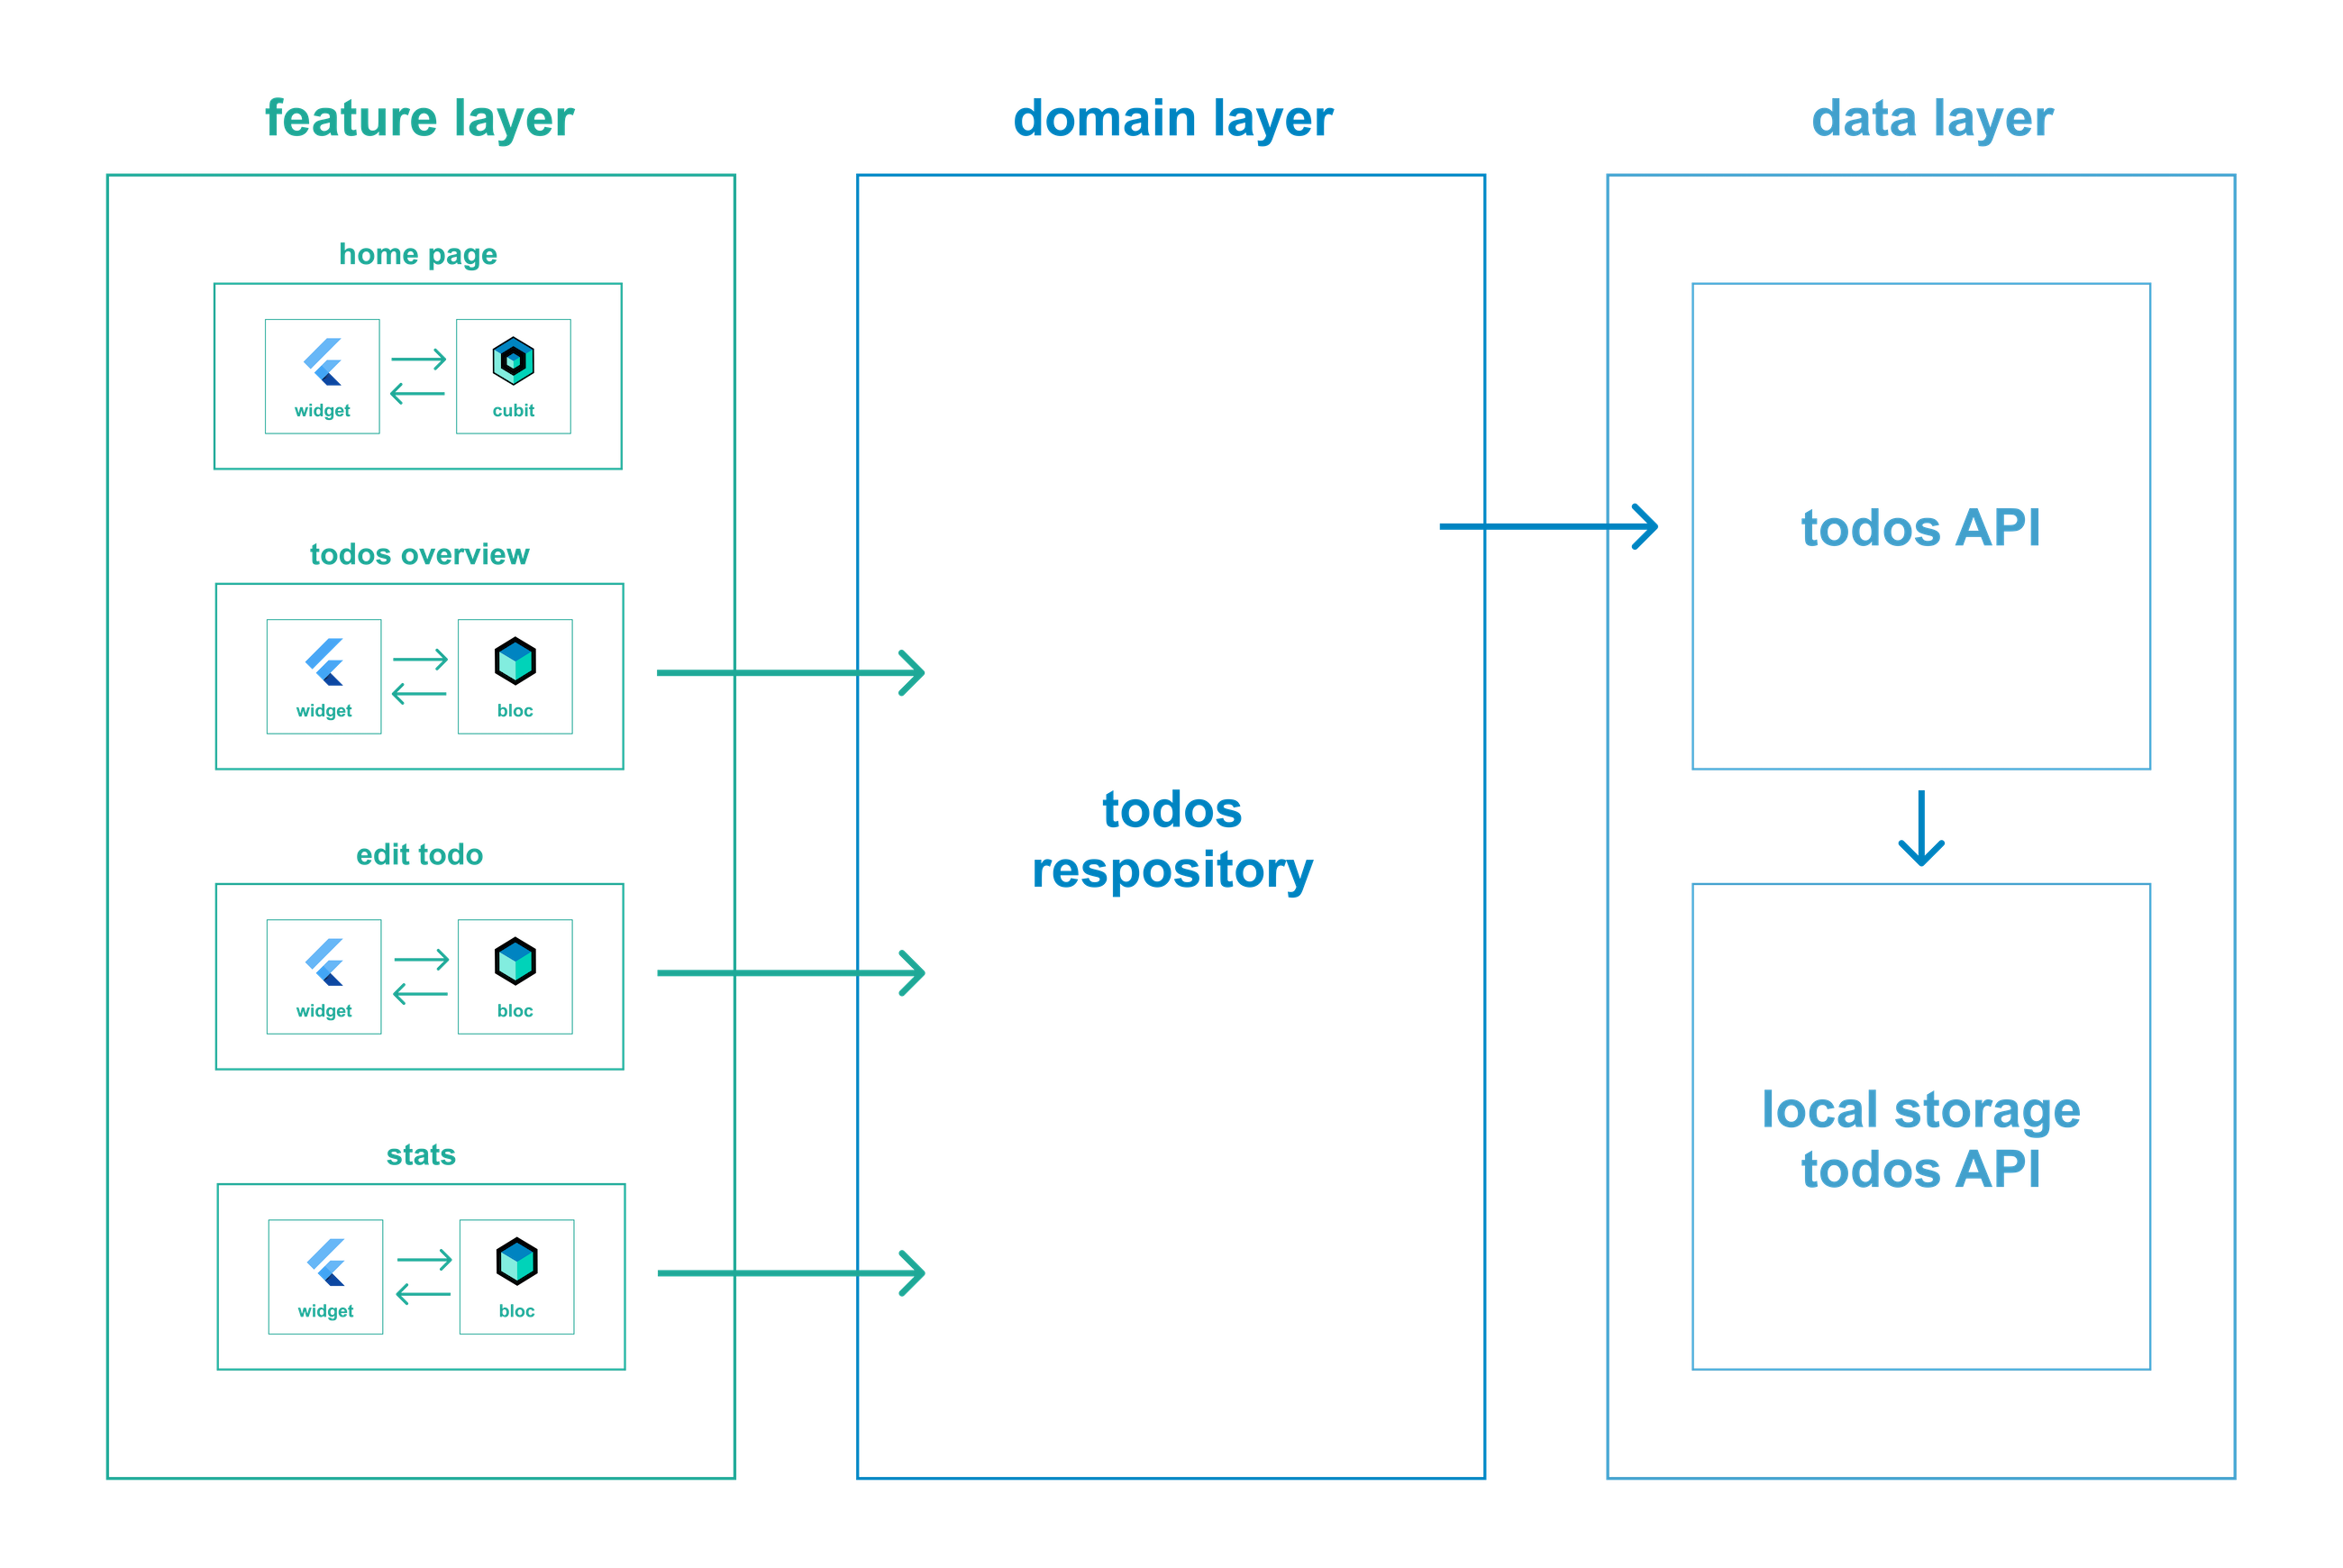 feature layer
domain layer
data layer
home page
widget
cubit
todos overview
widget
bloc
edit todo
widget
bloc
stats
widget
bloc
todos
respository
todos API
local storage
todos API